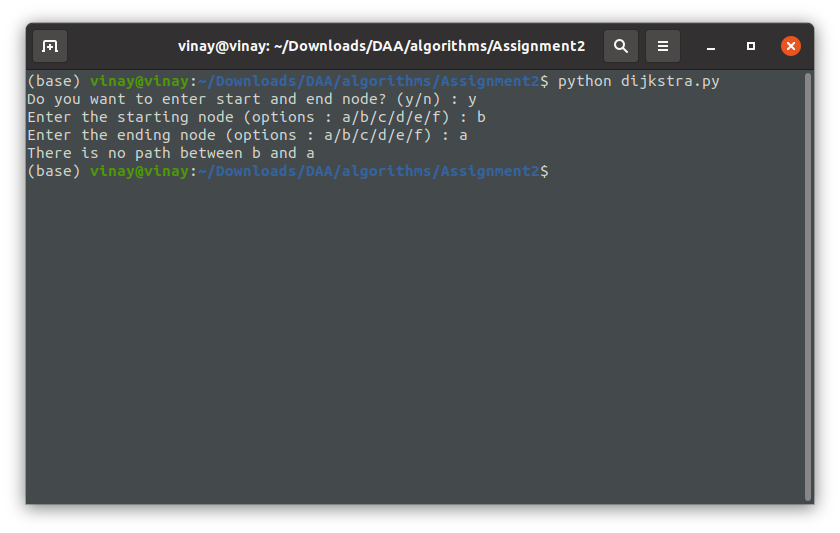 vinay@vinay: ~/Downloads/DAA/algorithms/Assignment2
(base) vinay@vinay:~/Downloads/DAA/algorithms/Assignment2$ python dijkstra.py
Do you want to enter start and end node? (y/n) : y
Enter the starting node (options : a/b/c/d/e/f) : b
Enter the ending node (options : a/b/c/d/e/f) : a
There is no path between b and a
(base) vinay@vinay:~/Downloads/DAA/algorithms/Assignment2$